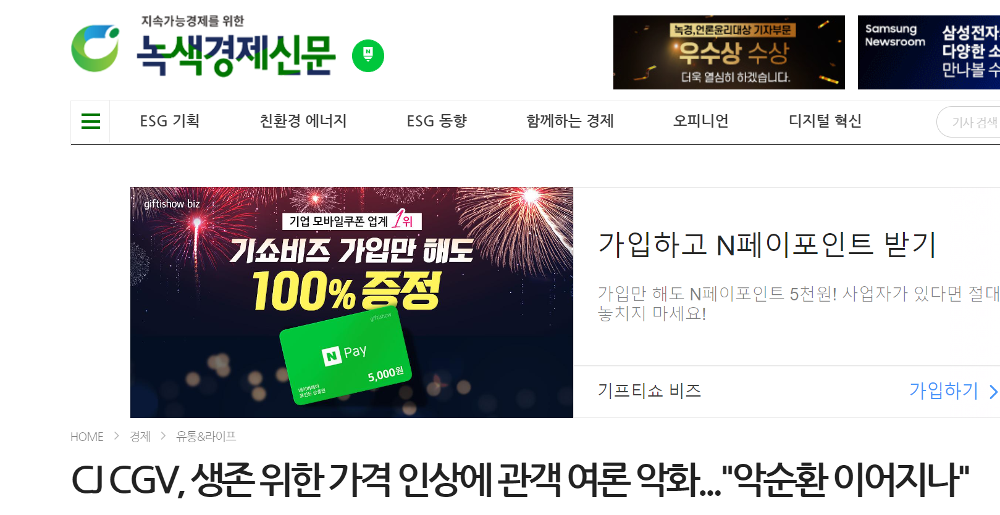 지속가능경제를 위한
녹색경제신문
N
녹경,언론윤리대상 기자부문
우수상 수상
더욱 열심히 하겠습니다.
Samsung
Newsroom
삼성전자
다양한 소
만나볼 수
ESG 기획
친환경 에너지
ESG 동향
함께하는 경제
오피니언
디지털 혁신
기사 검색
giftishow biz
기업 모바일쿠폰 업계 1위
기쇼비즈 가입만 해도
100% 증정
giftishow
N Pay
5,000원
네이버페이
포인트 상품권
가입하고 N페이포인트 받기
가입만 해도 N페이포인트 5천원! 사업자가 있다면 절대
놓치지 마세요!
기프티쇼 비즈
가입하기 >
HOME > 경제 > 유통&라이프
CJ CGV, 생존 위한 가격 인상에 관객 여론 악화..."악순환 이어지나"